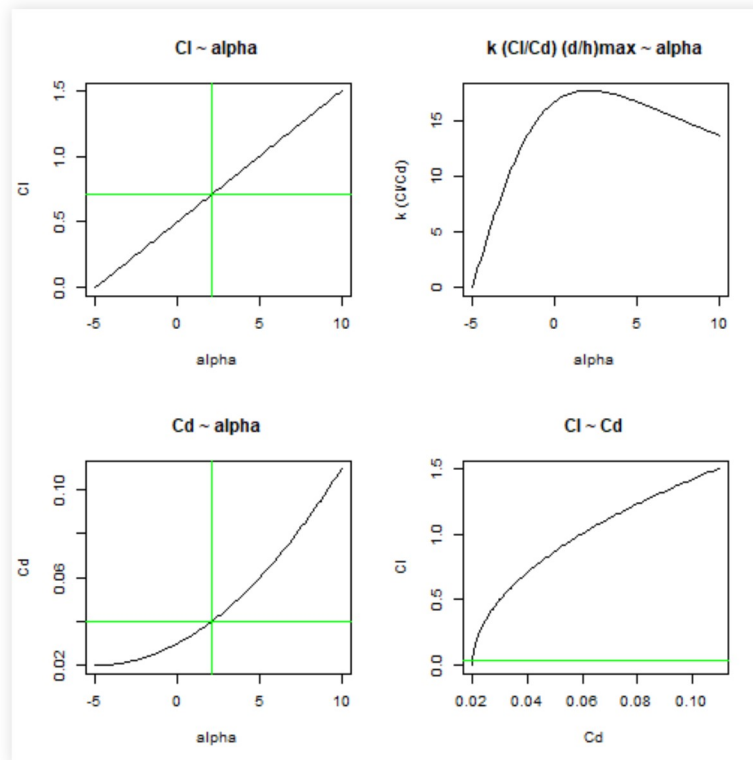 Cl ~ alpha
Cl
0.0 0.5 1.0 1.5
-5 0 5 10
alpha
k (Cl/Cd) (d/h)max ~ alpha
k (Cl/Cd)
0 5 10 15
-5 0 5 10
alpha
Cd ~ alpha
Cd
0.02 0.06 0.10
-5 0 5 10
alpha
Cl ~ Cd
Cl
0.0 0.5 1.0 1.5
0.02 0.04 0.06 0.08 0.10
Cd